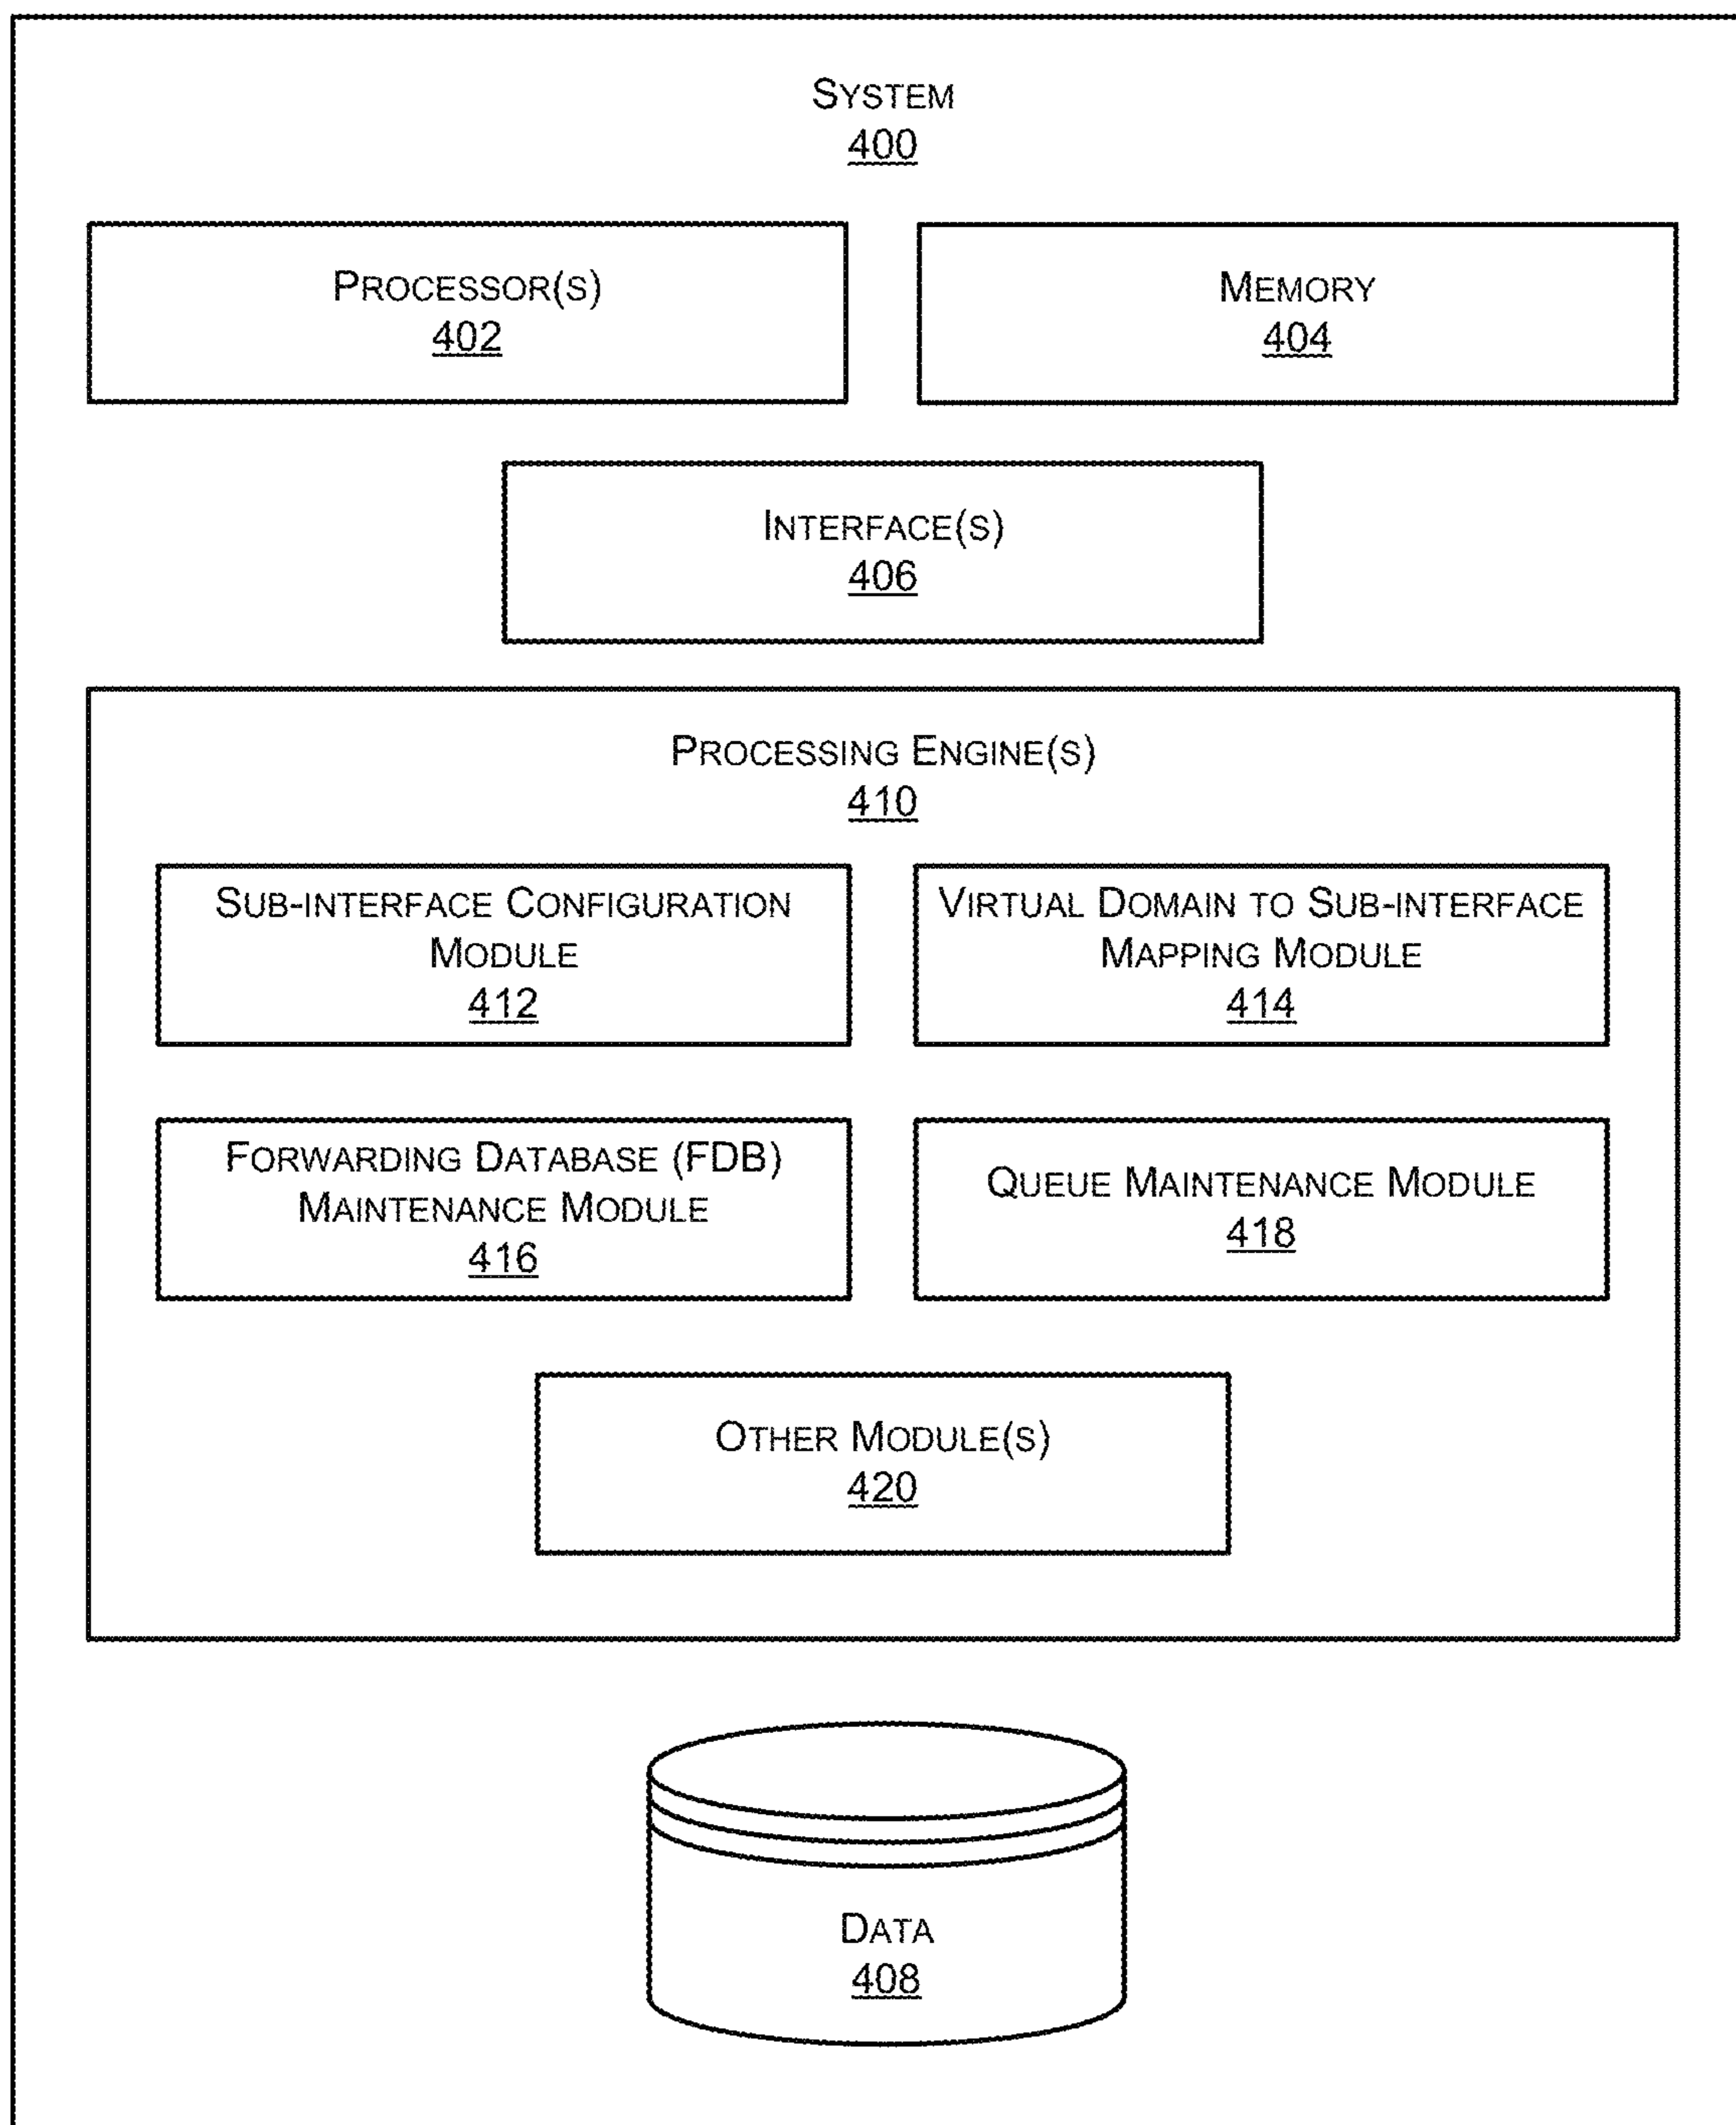 SYSTEM
400
PROCESSOR(S)
402
MEMORY
404
INTERFACE(S)
406
PROCESSING ENGINE(S)
410
SUB-INTERFACE CONFIGURATION
MODULE
412
VIRTUAL DOMAIN TO SUB-INTERFACE
MAPPING MODULE
414
FORWARDING DATABASE (FDB)
MAINTENANCE MODULE
416
QUEUE MAINTENANCE MODULE
418
OTHER MODULE(S)
420
DATA
408